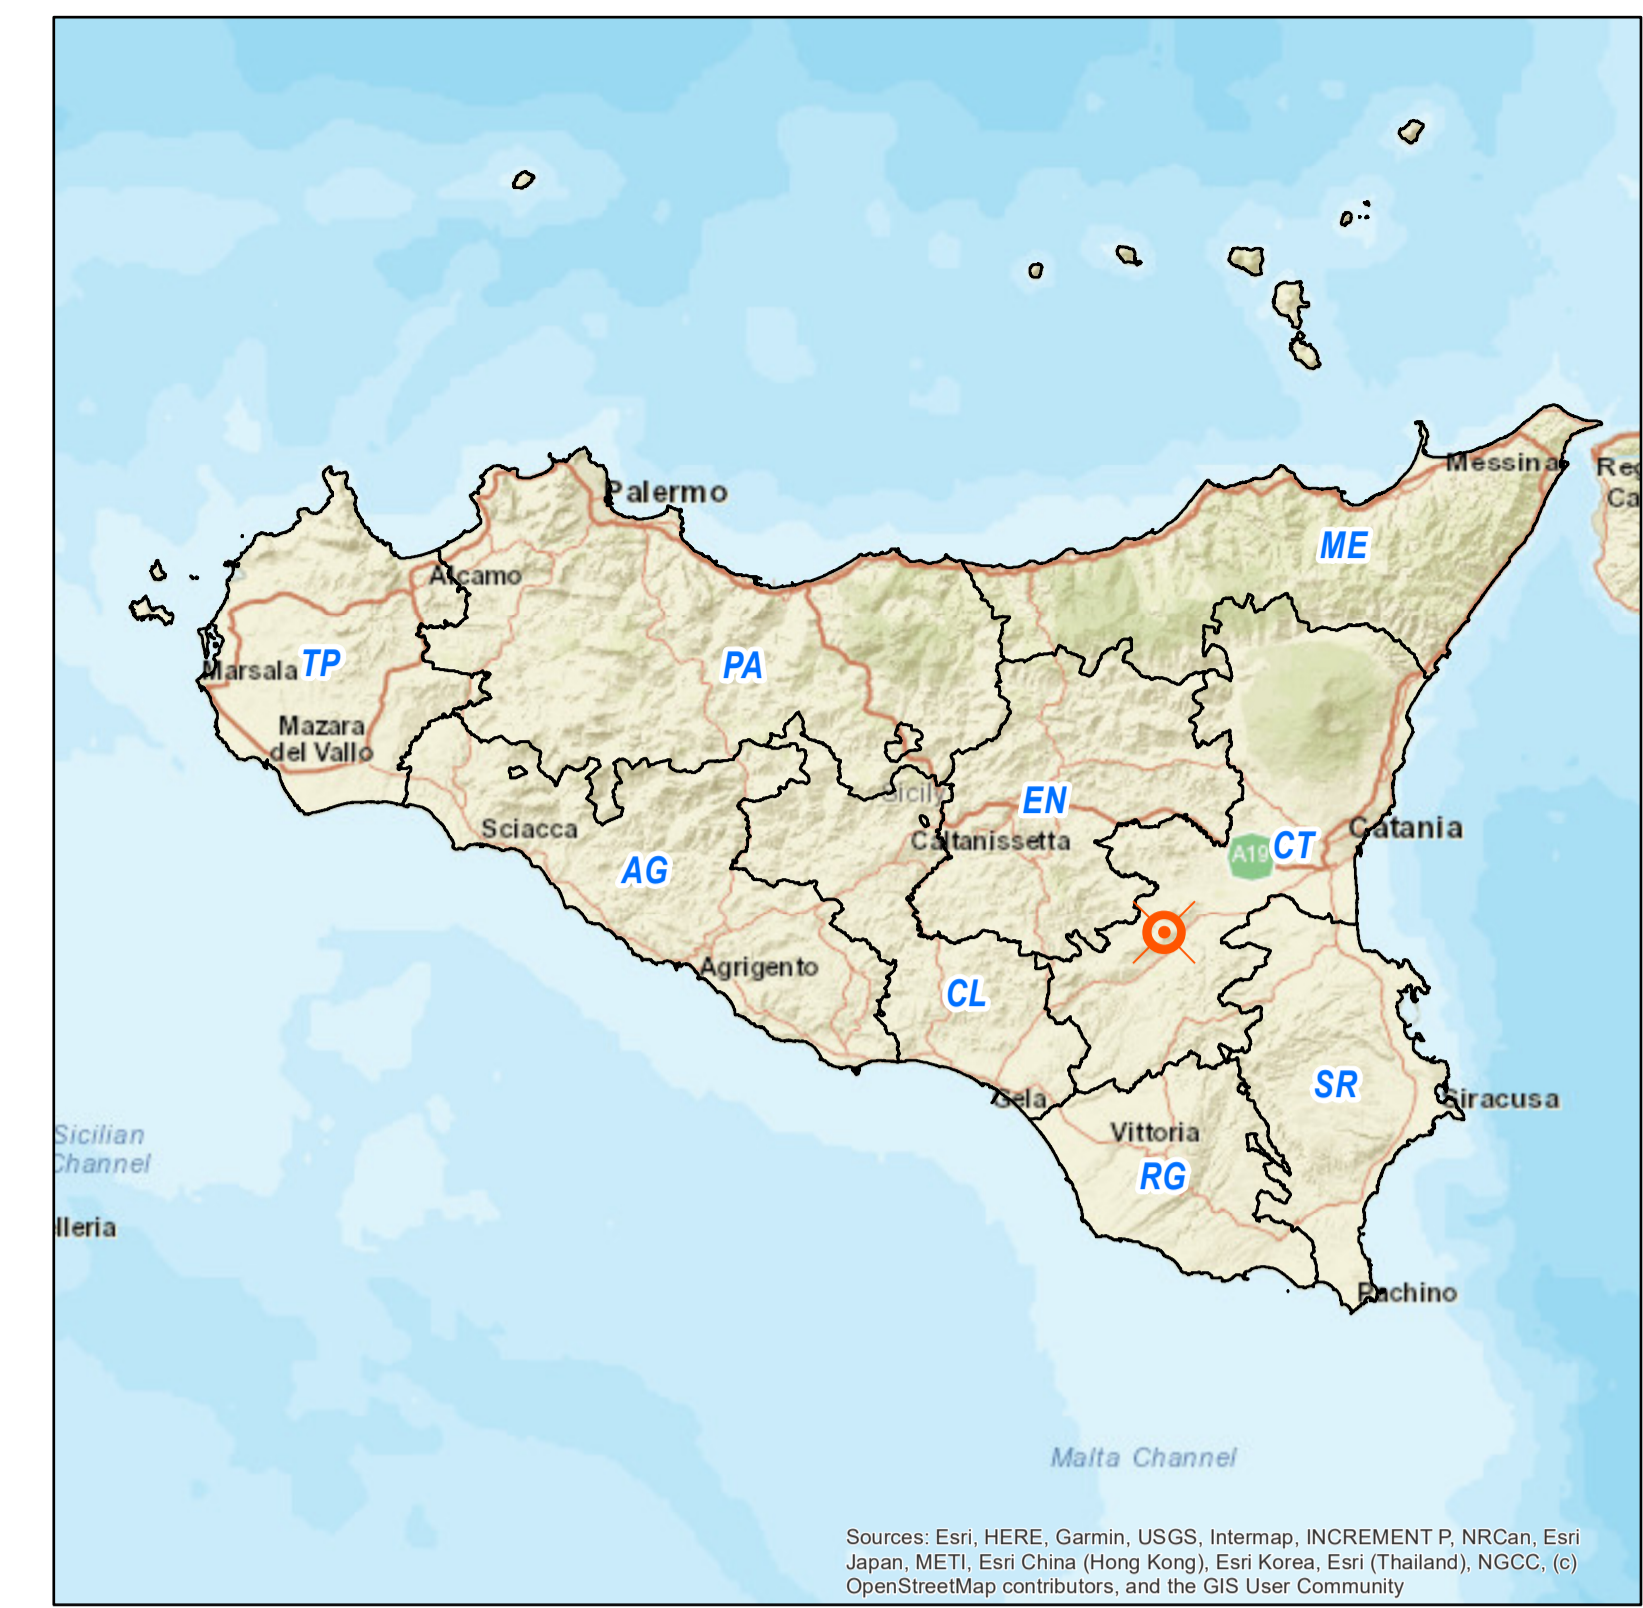 Palermo
Messina
Reg
Ca
ME
Alcamo
TP
Marsala
PA
Mazara
del Vallo
Sicily
EN
Sciacca
Caltanissetta
A19
CT
Catania
AG
Agrigento
CL
SR
Gela
Siracusa
Vittoria
RG
Sicilian
Channel
lleria
Pachino
Malta Channel
Sources: Esri, HERE, Garmin, USGS, Intermap, INCREMENT P, NRCan, Esri
Japan, METI, Esri China (Hong Kong), Esri Korea, Esri (Thailand), NGCC, (c)
OpenStreetMap contributors, and the GIS User Community